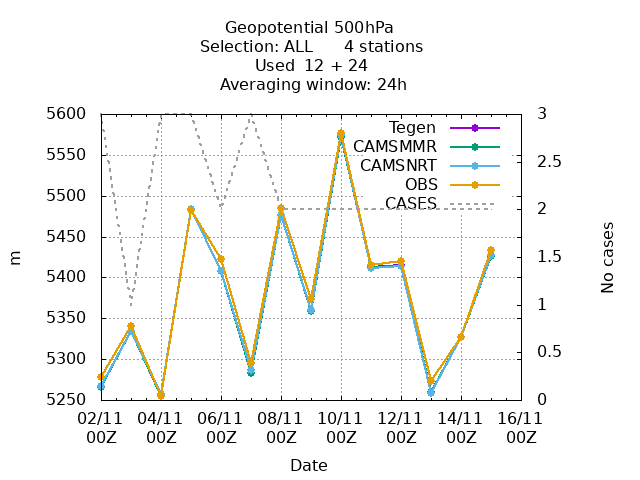 Geopotential 500hPa
Selection: ALL 4 stations
Used 12 + 24
Averaging window: 24h
5600
5550
5500
5450
5400
5350
5300
5250
m
3
2.5
2
1.5
1
0.5
0
No cases
Tegen
CAMSMMR
CAMSNRT
OBS
CASES
02/11 04/11 06/11 08/11 10/11 12/11 14/11 16/11
00Z 00Z 00Z 00Z 00Z 00Z 00Z 00Z
Date